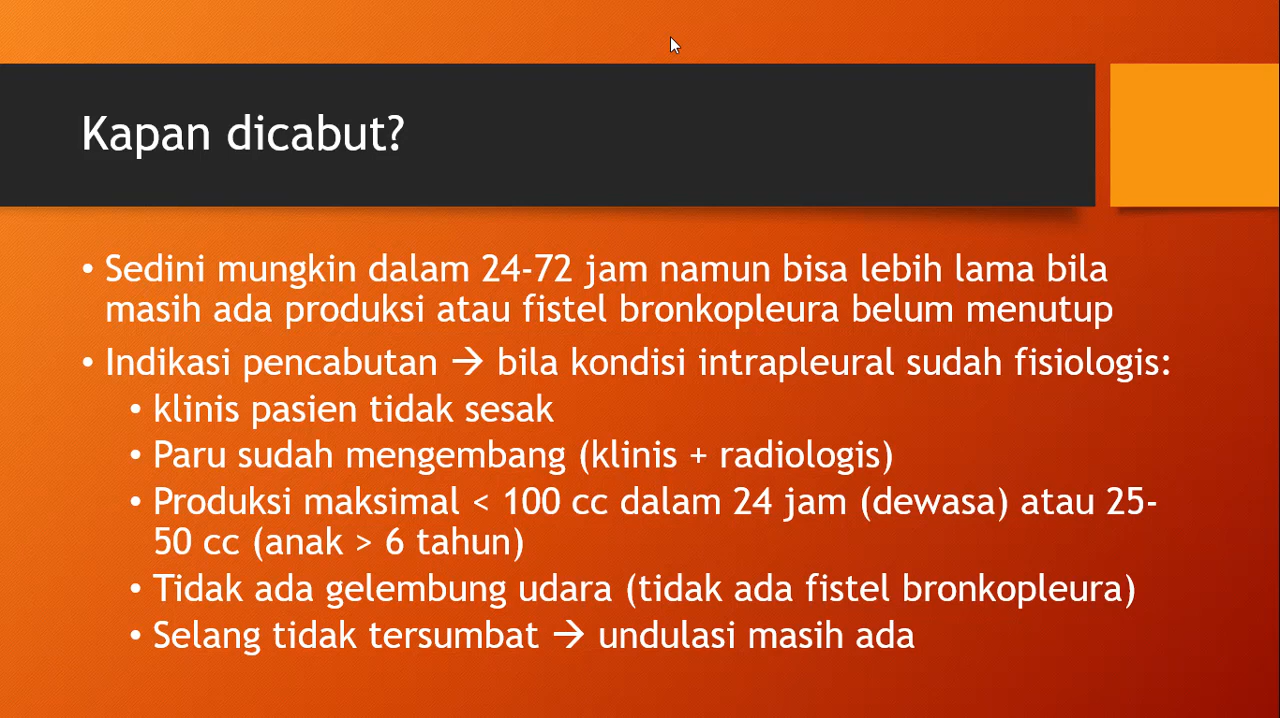 Kapan dicabut?
• Sedini mungkin dalam 24-72 jam namun bisa lebih lama bila
masih ada produksi atau fistel bronkopleura belum menutup
• Indikasi pencabutan → bila kondisi intrapleural sudah fisiologis:
• klinis pasien tidak sesak
• Paru sudah mengembang (klinis + radiologis)
• Produksi maksimal < 100 cc dalam 24 jam (dewasa) atau 25-
50 cc (anak > 6 tahun)
• Tidak ada gelembung udara (tidak ada fistel bronkopleura)
• Selang tidak tersumbat → undulasi masih ada